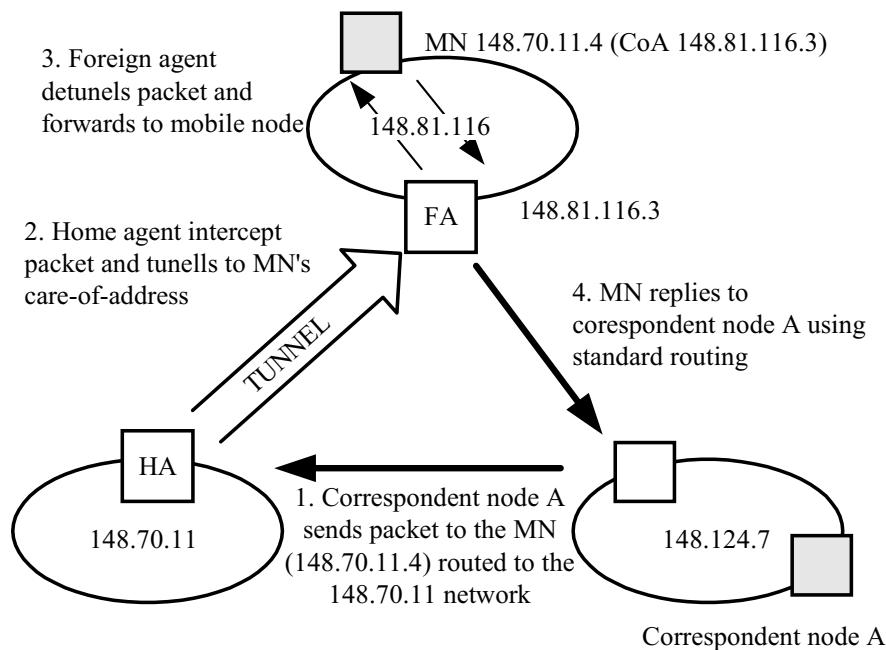 MN 148.70.11.4 (CoA 148.81.116.3)
3. Foreign agent
detunels packet and
forwards to mobile node
148.81.116
FA
148.81.116.3
2. Home agent intercept
packet and tunells to MN's
care-of-address
TUNNEL
4. MN replies to
corespondent node A using
standard routing
HA
148.70.11
1. Correspondent node A
sends packet to the MN
(148.70.11.4) routed to the
148.70.11 network
148.124.7
Correspondent node A